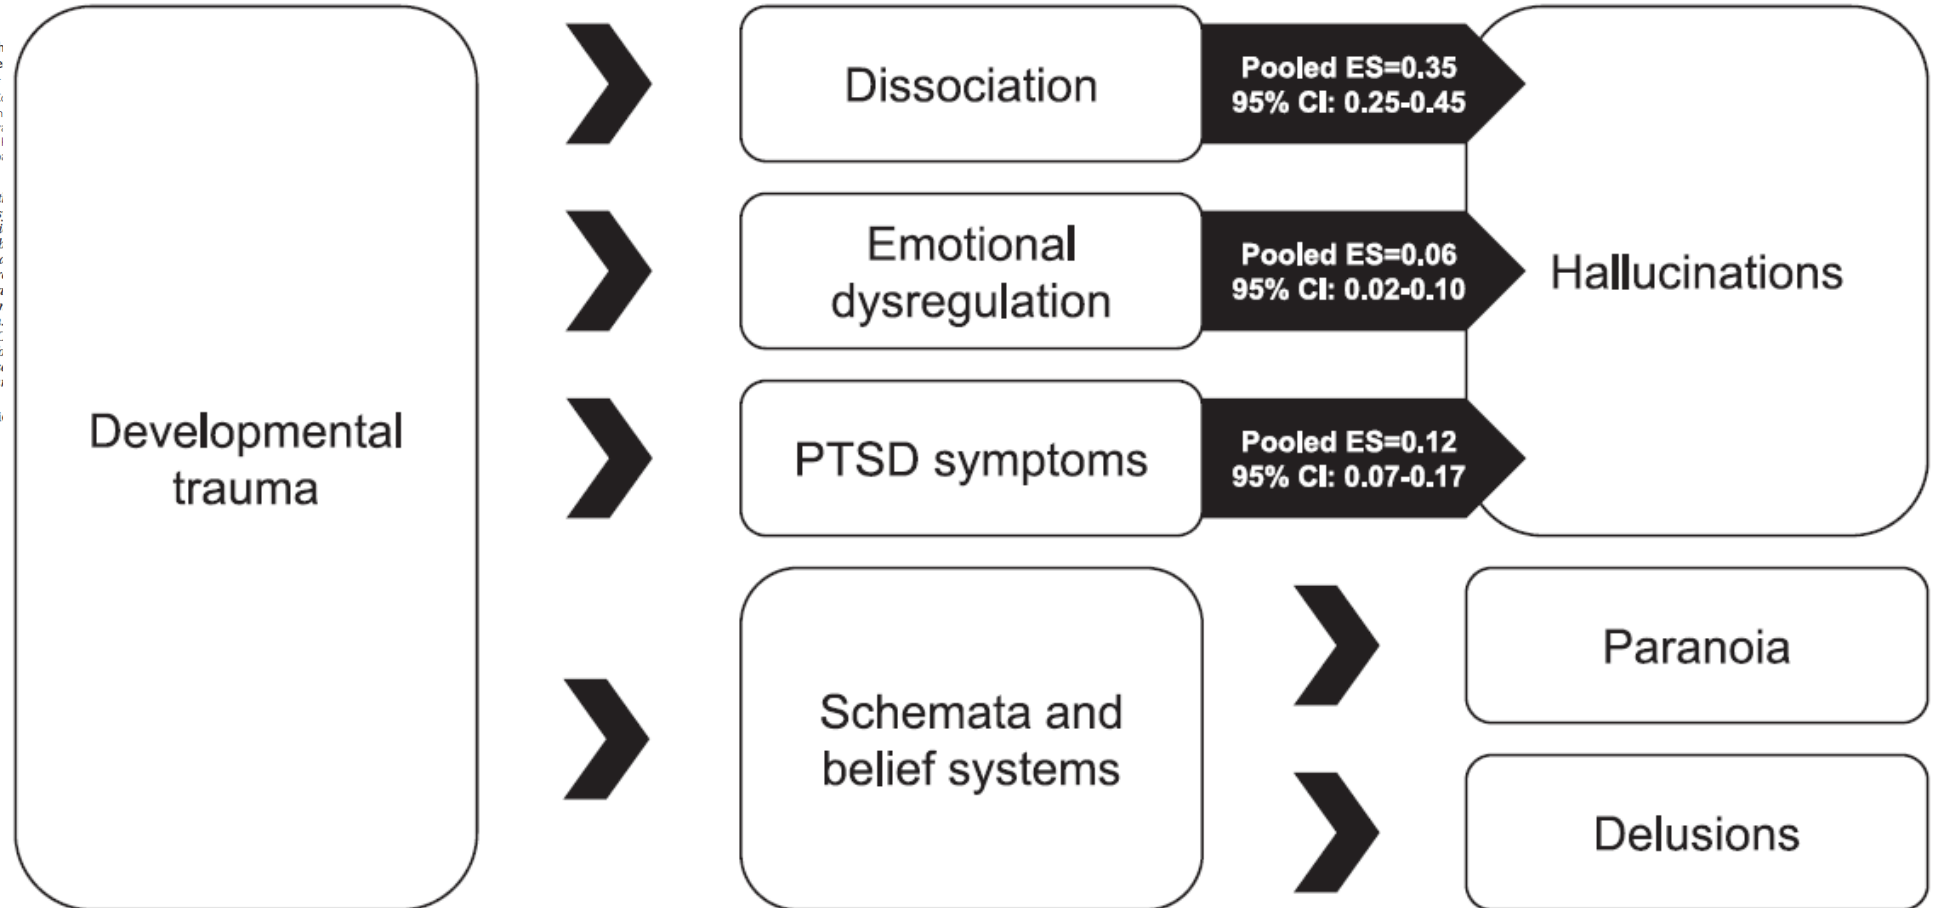 Developmental
trauma
Dissociation
Pooled ES=0.35
95% CI: 0.25-0.45
Emotional
dysregulation
Pooled ES=0.06
95% CI: 0.02-0.10
PTSD symptoms
Pooled ES=0.12
95% CI: 0.07-0.17
Hallucinations
Schemata and
belief systems
Paranoia
Delusions